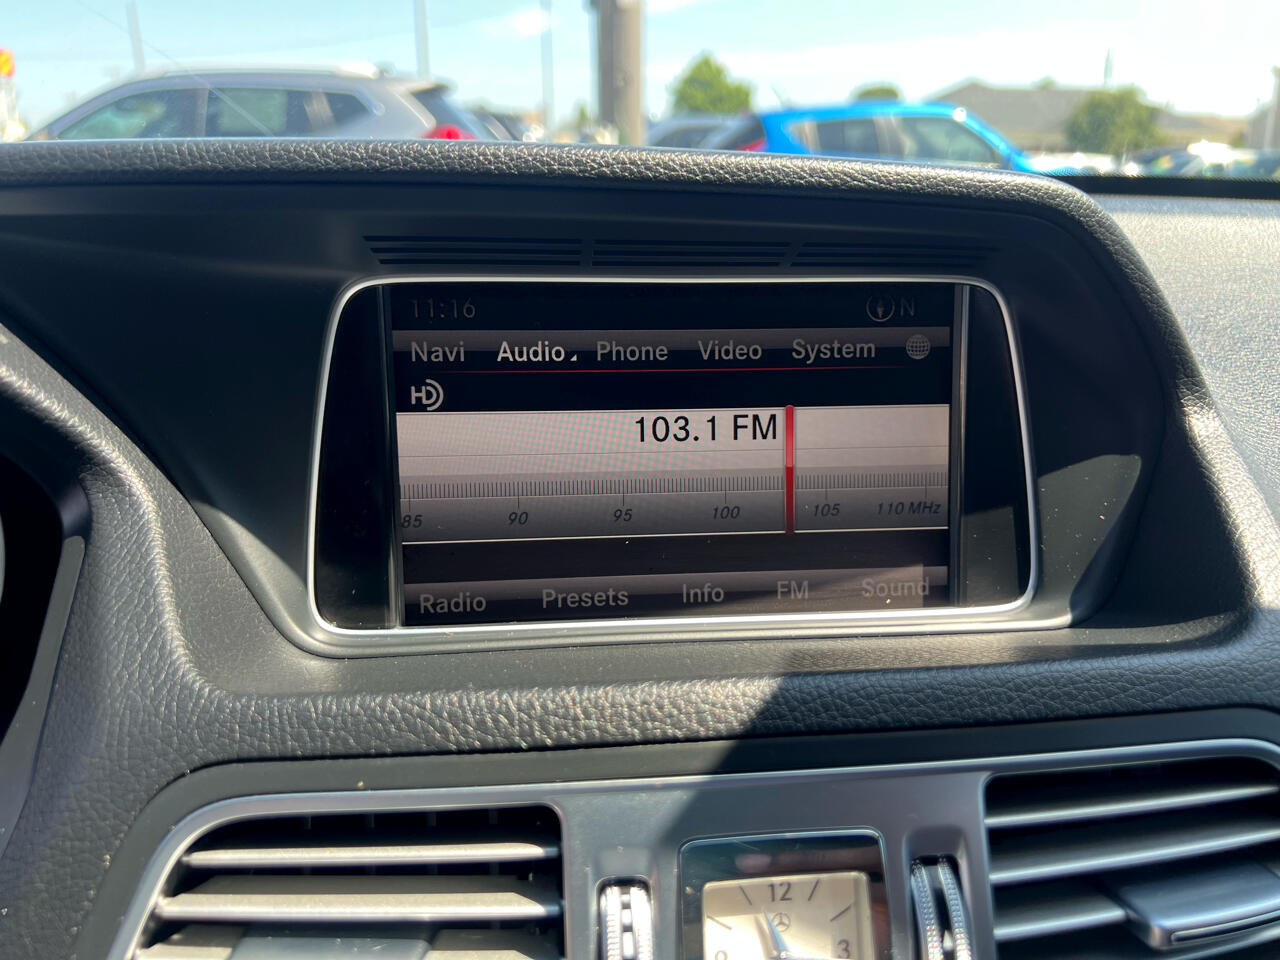 11:16 N
Navi Audio Phone Video System
HD
103.1 FM
85 90 95 100 105 110 MHz
Radio Presets Info FM Sound
12
3